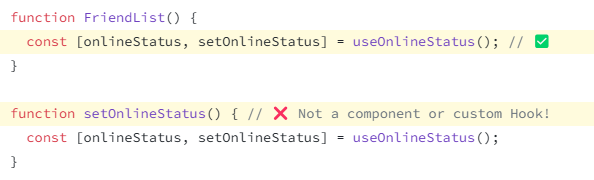 function FriendList() {
  const [onlineStatus, setOnlineStatus] = useOnlineStatus(); // ✅
}
function setOnlineStatus() { // ❌ Not a component or custom Hook!
  const [onlineStatus, setOnlineStatus] = useOnlineStatus();
}